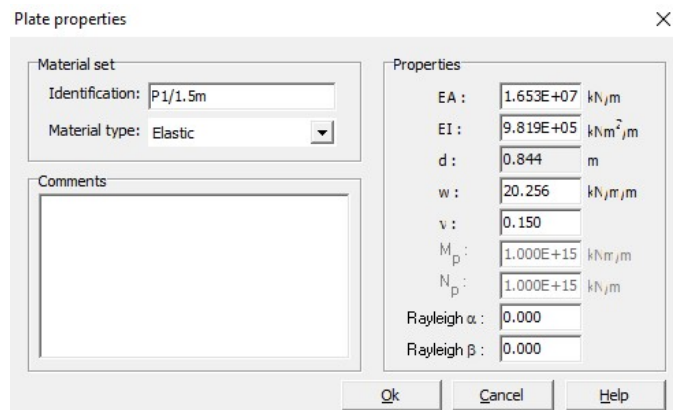 Plate properties
Material set
Identification: P1/1.5m
Material type: Elastic
Comments
Properties
EA : 1.653E+07 kN/m
EI : 9.819E+05 kNm²/m
d : 0.844 m
w : 20.256 kN/m/m
ν : 0.150
Mp : 1.000E+15 kNm/m
Np : 1.000E+15 kN/m
Rayleigh α : 0.000
Rayleigh β : 0.000
Ok Cancel Help